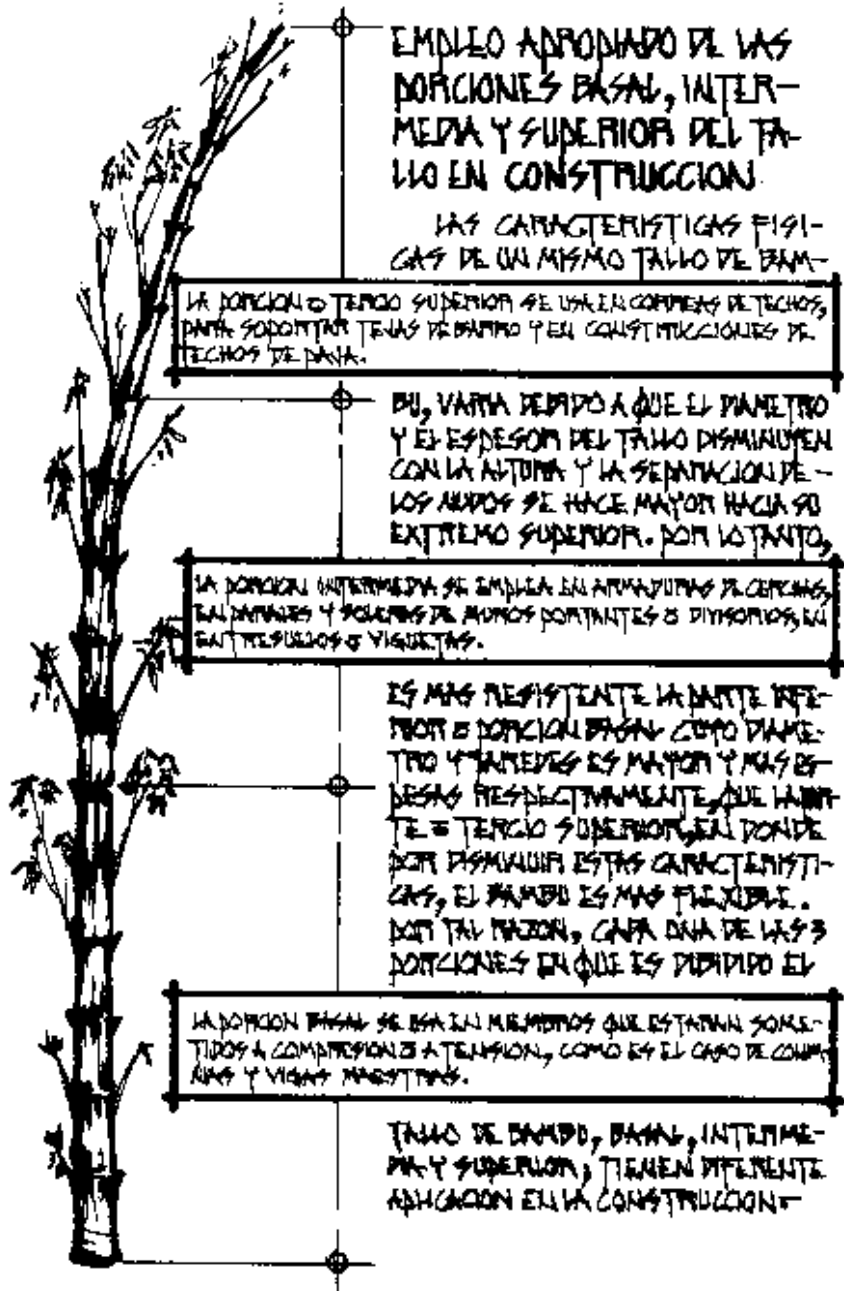 EMPLEO APROPIADO DE LAS
PORCIONES BASAL, INTER-
MEDIA Y SUPERIOR DEL TA-
LLO EN CONSTRUCCION
LAS CARACTERISTICAS FISI-
CAS DE UN MISMO TALLO DE BAM-
LA PORCION O TERCIO SUPERIOR SE USA EN CORREAS DE TECHOS,
PARA SOPORTAR TEJAS DE BARRO Y EN CONSTRUCCIONES DE
TECHOS DE PAJA.
BU, VARIA DEBIDO A QUE EL DIAMETRO
Y EL ESPESOR DEL TALLO DISMINUYEN
CON LA ALTURA Y LA SEPARACION DE-
LOS NUDOS SE HACE MAYOR HACIA SU
EXTREMO SUPERIOR. POR LO TANTO,
LA PORCION INTERMEDIA SE EMPLEA EN ARMADURAS DE CERCHAS,
EN PARALES Y SOLERAS DE MUROS PORTANTES O DIVISORIOS, EN
ENTRESUELOS O VIGUETAS.
ES MAS RESISTENTE LA PARTE INFE-
RIOR O PORCION BASAL CUYO DIAME-
TRO Y PAREDES ES MAYOR Y MAS ES-
PESAS RESPECTIVAMENTE, QUE LA PAR-
TE O TERCIO SUPERIOR, EN DONDE
POR DISMINUIR ESTAS CARACTERISTI-
CAS, EL BAMBU ES MAS FLEXIBLE.
POR TAL RAZON, CADA UNA DE LAS 3
PORCIONES EN QUE ES DIVIDIDO EL
LA PORCION BASAL SE USA EN MIEMBROS QUE ESTARAN SOME-
TIDOS A COMPRESION O A TENSION, COMO ES EL CASO DE COLUM-
NAS Y VIGAS MAESTRAS.
TALLO DE BAMBU, BASAL, INTERME-
DIA Y SUPERIOR, TIENEN DIFERENTE
APLICACION EN LA CONSTRUCCION-